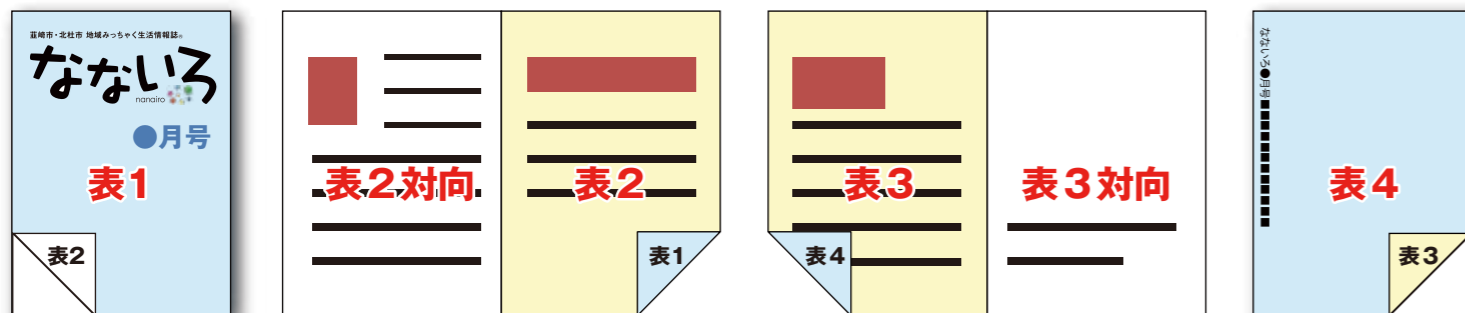 韮崎市・北杜市 地域みっちゃく生活情報誌®
なないろ
nanairo
●月号
表1
表2
表2対向
表2
表1
表3
表4
表3対向
なないろ●月号■■■■■■■■■■■■
表4
表3